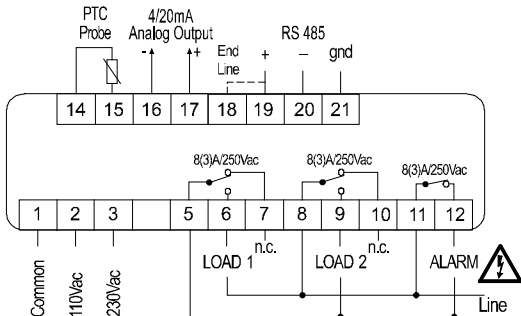 PTC
Probe
4/20mA
Analog Output
- +
End
Line
+
RS 485
–
gnd
14 15 16 17 18 19 20 21
8(3)A/250Vac 8(3)A/250Vac 8(3)A/250Vac
1 2 3 5 6 7 8 9 10 11 12
Common
110Vac
230Vac
LOAD 1
n.c.
LOAD 2
n.c.
ALARM
Line